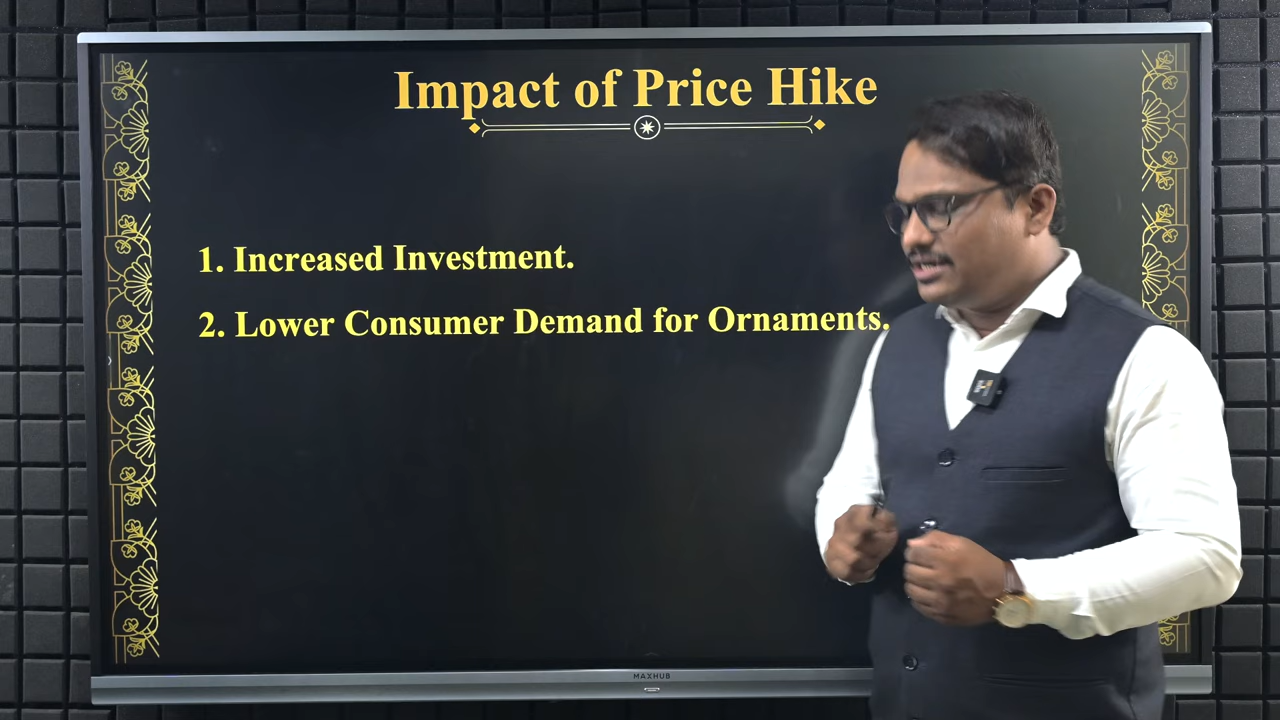 Impact of Price Hike
1. Increased Investment.
2. Lower Consumer Demand for Ornaments.
MAXHUB